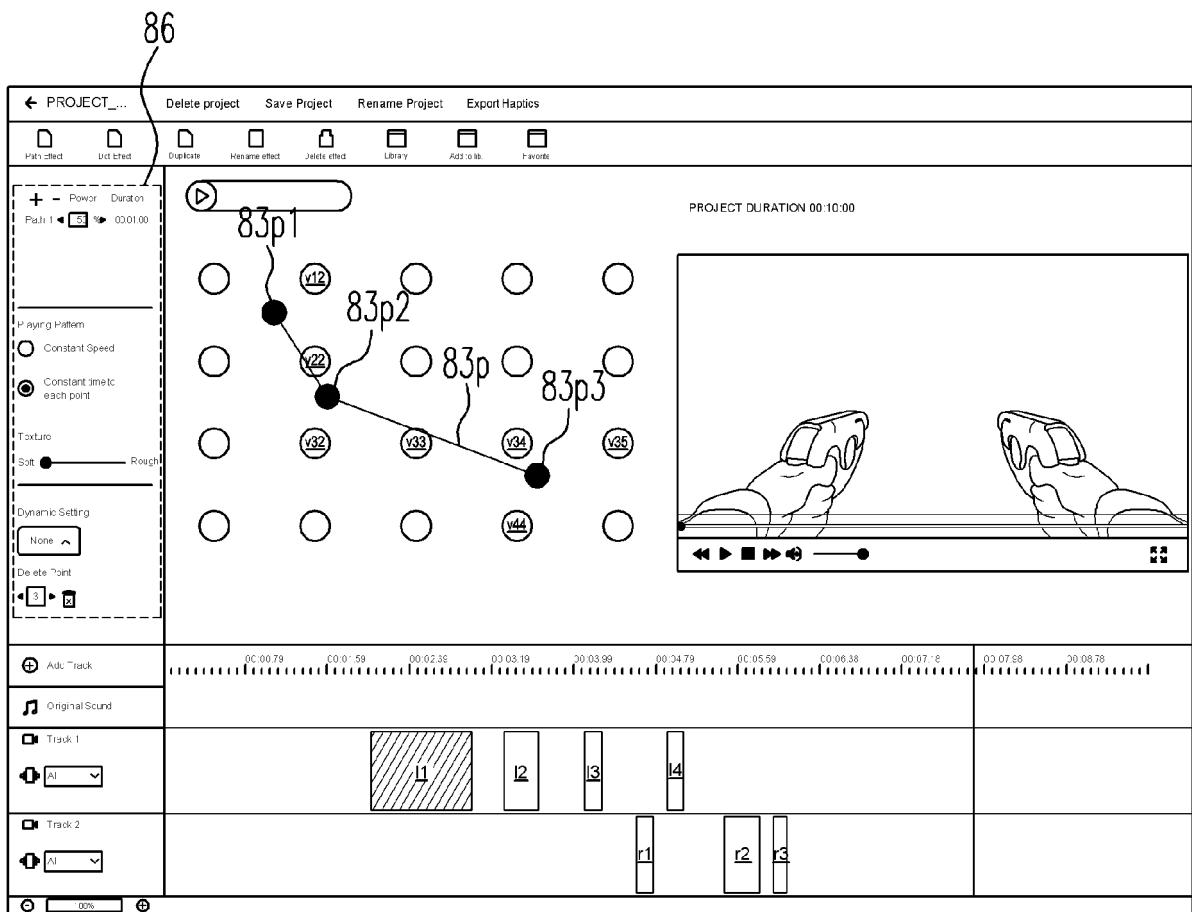 86
PROJECT_... Delete project Save Project Rename Project Export Haptics
Path Effect Dot Effect Duplicate Rename effect Delete effect Library Add to lib. Favorite
+ - Power Duration
Path 1 % 00:01:00
PROJECT DURATION 00:10:00
83p1
v12
83p2
Playing Pattern
Constant Speed
v22
83p
83p3
Constant time to
each point
Texture
Soft Rough
v32 v33 v34 v35
Dynamic Setting
None
v44
Delete Point
3
Add Track
00:00.79 00:01.59 00:02.39 00:03.19 00:03.99 00:04.79 00:05.59 00:06.38 00:07.18 00:07.98 00:08.78
Original Sound
Track 1
l1 l2 l3 l4
Track 2
r1 r2 r3
100%